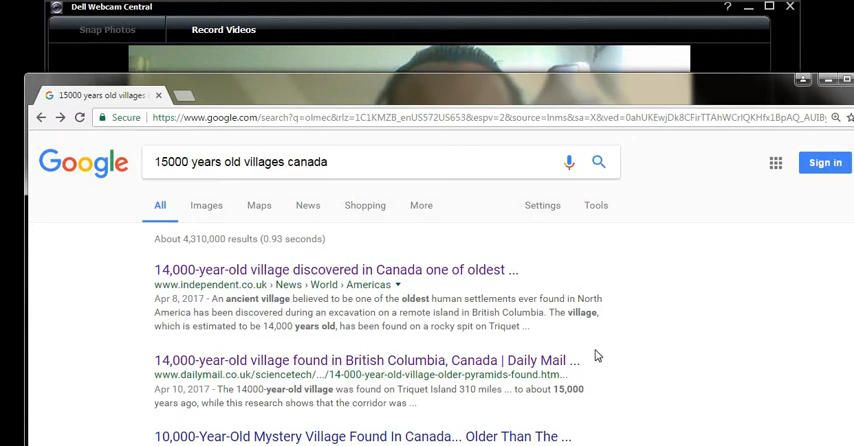 Dell Webcam Central
Snap Photos Record Videos
15000 years old villages
Secure https://www.google.com/search?q=olmec&rlz=1C1KMZB_enUS572US653&espv=2&source=lnms&sa=X&ved=
Google 15000 years old villages canada Sign in
All Images Maps News Shopping More Settings Tools
About 4,310,000 results (0.93 seconds)
14,000-year-old village discovered in Canada one of oldest ...
www.independent.co.uk › News › World › Americas
Apr 8, 2017 - An ancient village believed to be one of the oldest human settlements ever found in North
America has been discovered during an excavation on a remote island in British Columbia. The village,
which is estimated to be 14,000 years old, has been found on a rocky spit on Triquet ...
14,000-year-old village found in British Columbia, Canada | Daily Mail ...
www.dailymail.co.uk/sciencetech/.../14-000-year-old-village-older-pyramids-found.htm...
Apr 10, 2017 - The 14000-year-old village was found on Triquet Island 310 miles ... to about 15,000
years ago, while this research shows that the corridor was ...
10,000-Year-Old Mystery Village Found In Canada... Older Than The ...